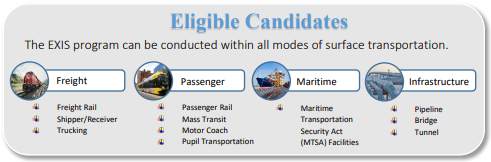 Eligible Candidates
The EXIS program can be conducted within all modes of surface transportation.
Freight
Freight Rail
Shipper/Receiver
Trucking
Passenger
Passenger Rail
Mass Transit
Motor Coach
Pupil Transportation
Maritime
Maritime
Transportation
Security Act
(MTSA) Facilities
Infrastructure
Pipeline
Bridge
Tunnel